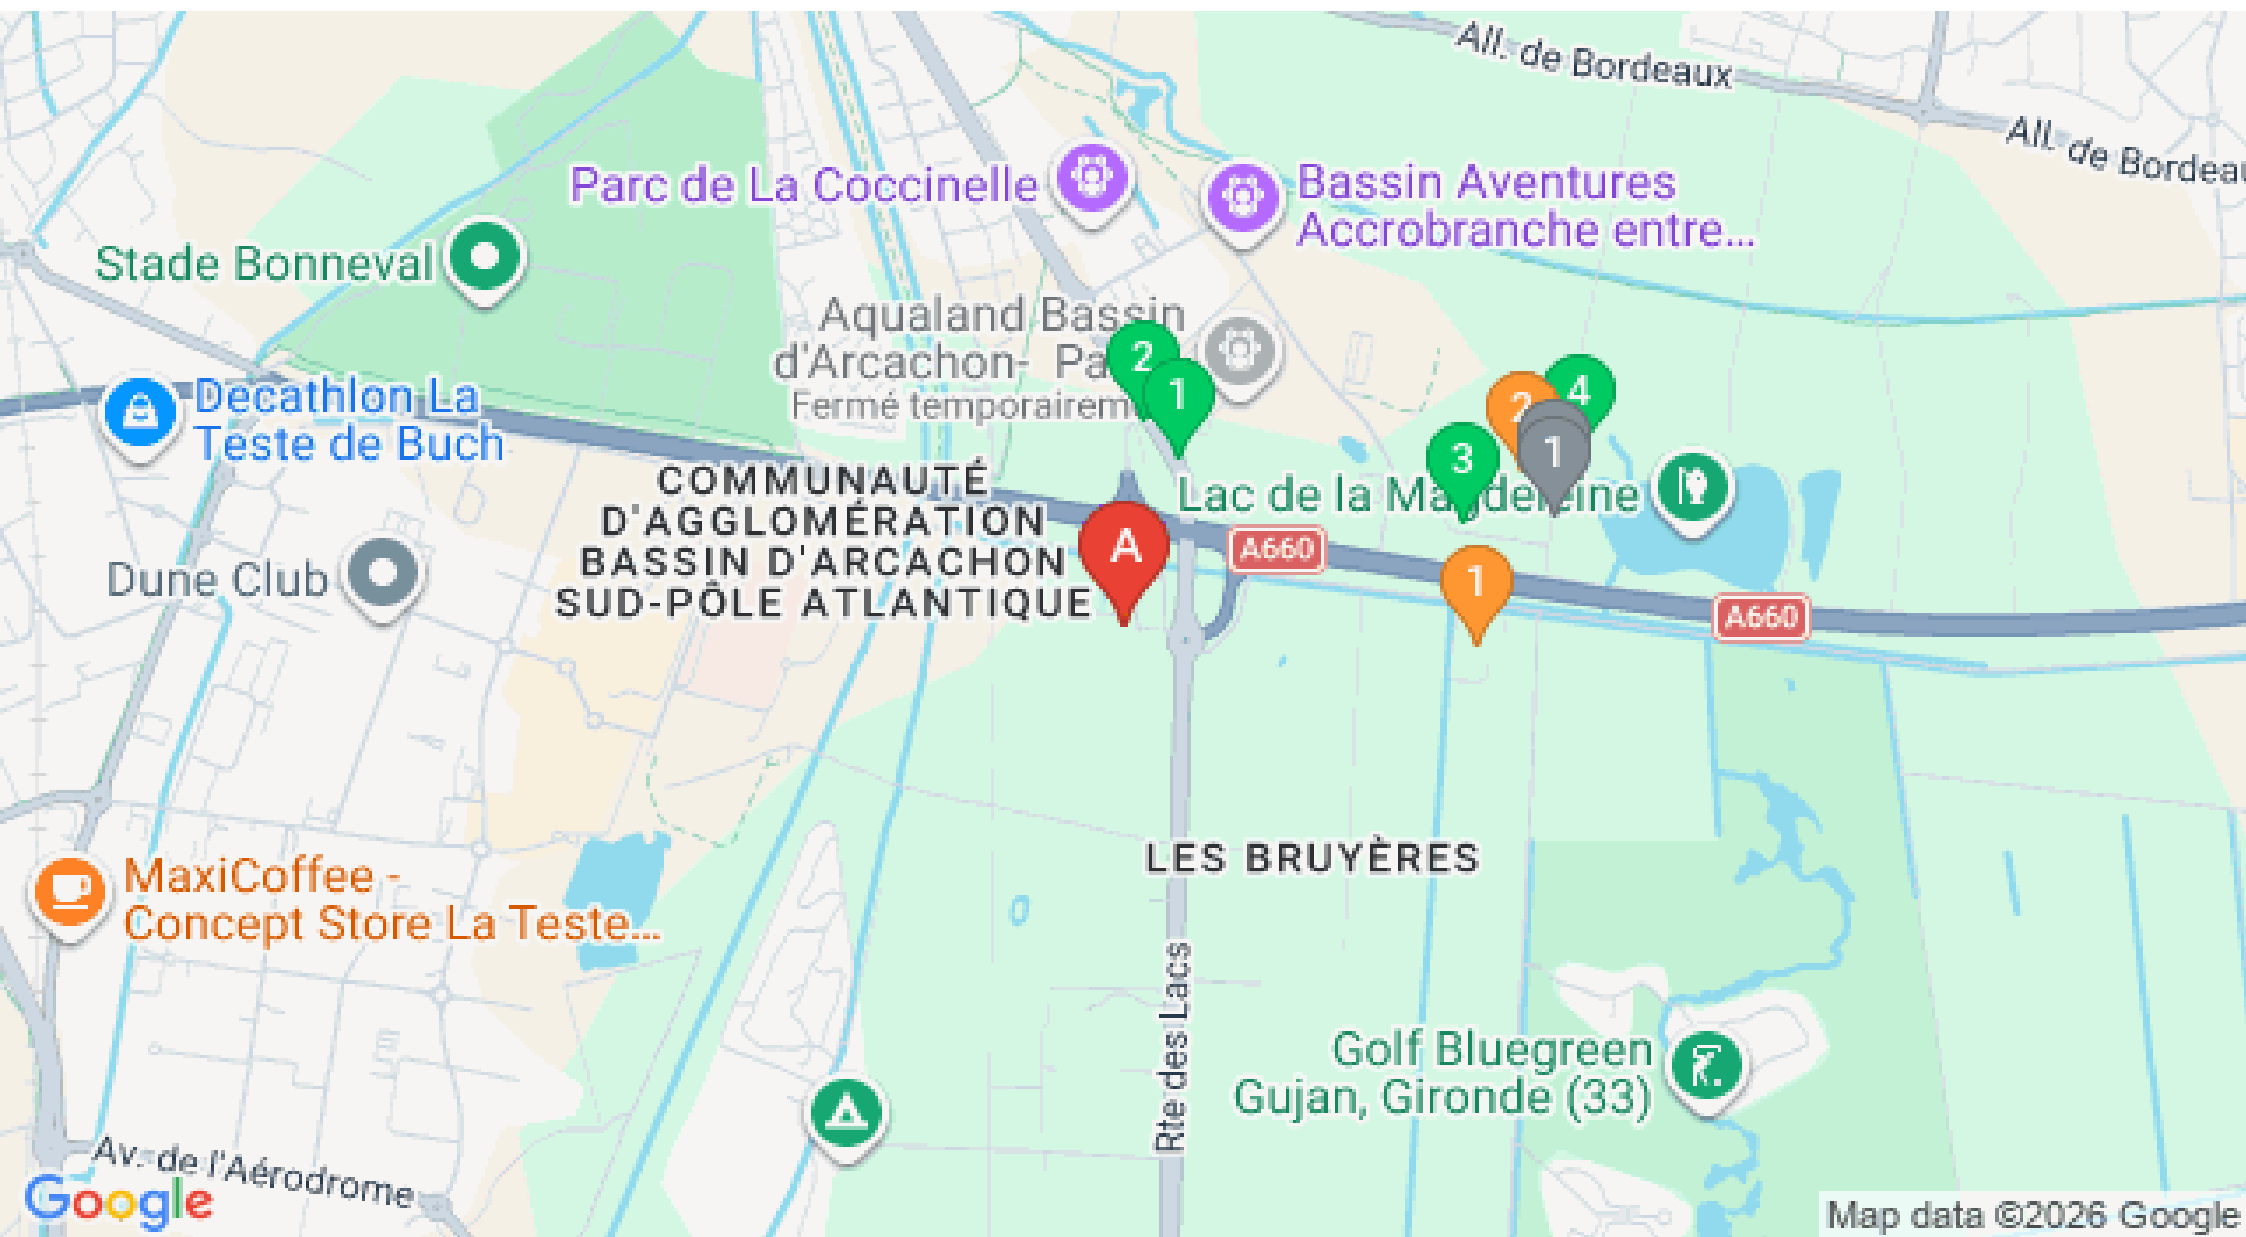 All. de Bordeaux
All. de Bordeau
Parc de La Coccinelle
Bassin Aventures
Accrobranche entre...
Stade Bonneval
Aqualand Bassin
d'Arcachon- Pa
Fermé temporairem
2
1
4
2
3
1
Decathlon La
Teste de Buch
COMMUNAUTÉ
D'AGGLOMÉRATION
BASSIN D'ARCACHON
SUD-PÔLE ATLANTIQUE
Lac de la Magdeleine
A
A660
1
A660
Dune Club
LES BRUYÈRES
MaxiCoffee -
Concept Store La Teste...
Rte des Lacs
Golf Bluegreen
Gujan, Gironde (33)
Av. de l'Aérodrome
Google
Map data ©2026 Google